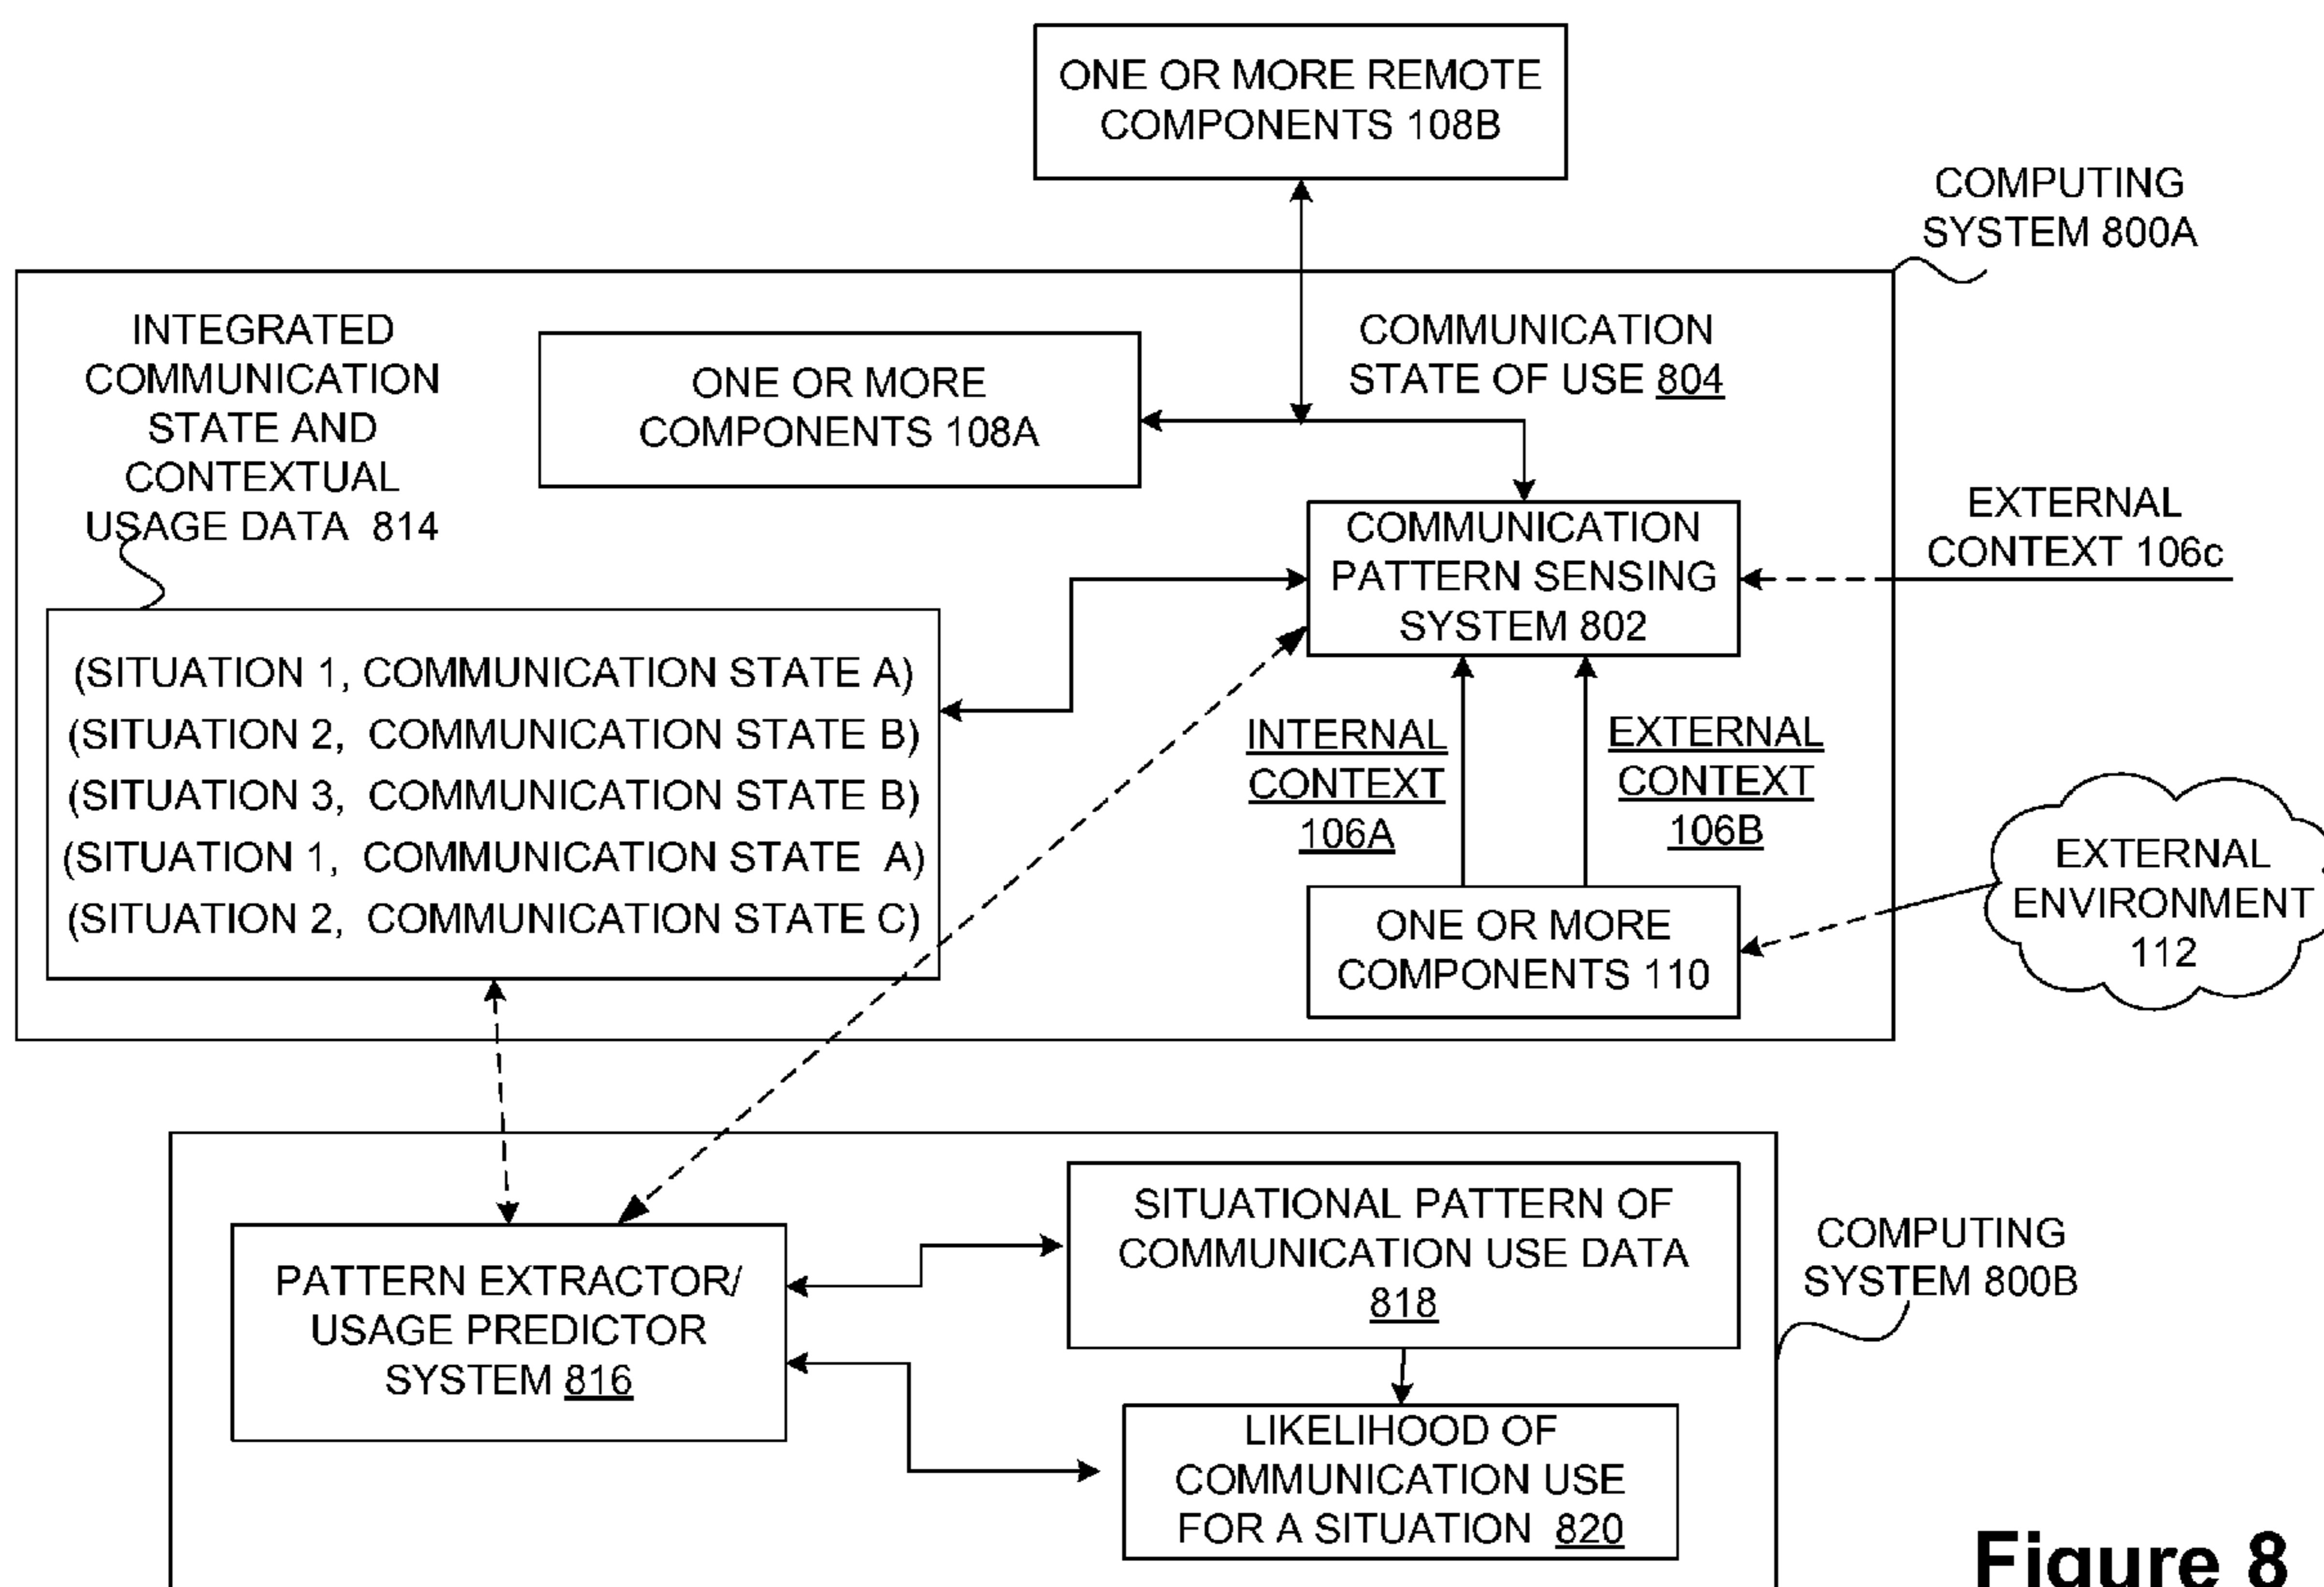 ONE OR MORE REMOTE
COMPONENTS 108B
COMPUTING
SYSTEM 800A
INTEGRATED
COMMUNICATION
STATE AND
CONTEXTUAL
USAGE DATA 814
ONE OR MORE
COMPONENTS 108A
COMMUNICATION
STATE OF USE 804
COMMUNICATION
PATTERN SENSING
SYSTEM 802
EXTERNAL
CONTEXT 106c
(SITUATION 1, COMMUNICATION STATE A)
(SITUATION 2, COMMUNICATION STATE B)
(SITUATION 3, COMMUNICATION STATE B)
(SITUATION 1, COMMUNICATION STATE A)
(SITUATION 2, COMMUNICATION STATE C)
INTERNAL
CONTEXT
106A
EXTERNAL
CONTEXT
106B
ONE OR MORE
COMPONENTS 110
EXTERNAL
ENVIRONMENT
112
PATTERN EXTRACTOR/
USAGE PREDICTOR
SYSTEM 816
SITUATIONAL PATTERN OF
COMMUNICATION USE DATA
818
COMPUTING
SYSTEM 800B
LIKELIHOOD OF
COMMUNICATION USE
FOR A SITUATION 820
Figure 8